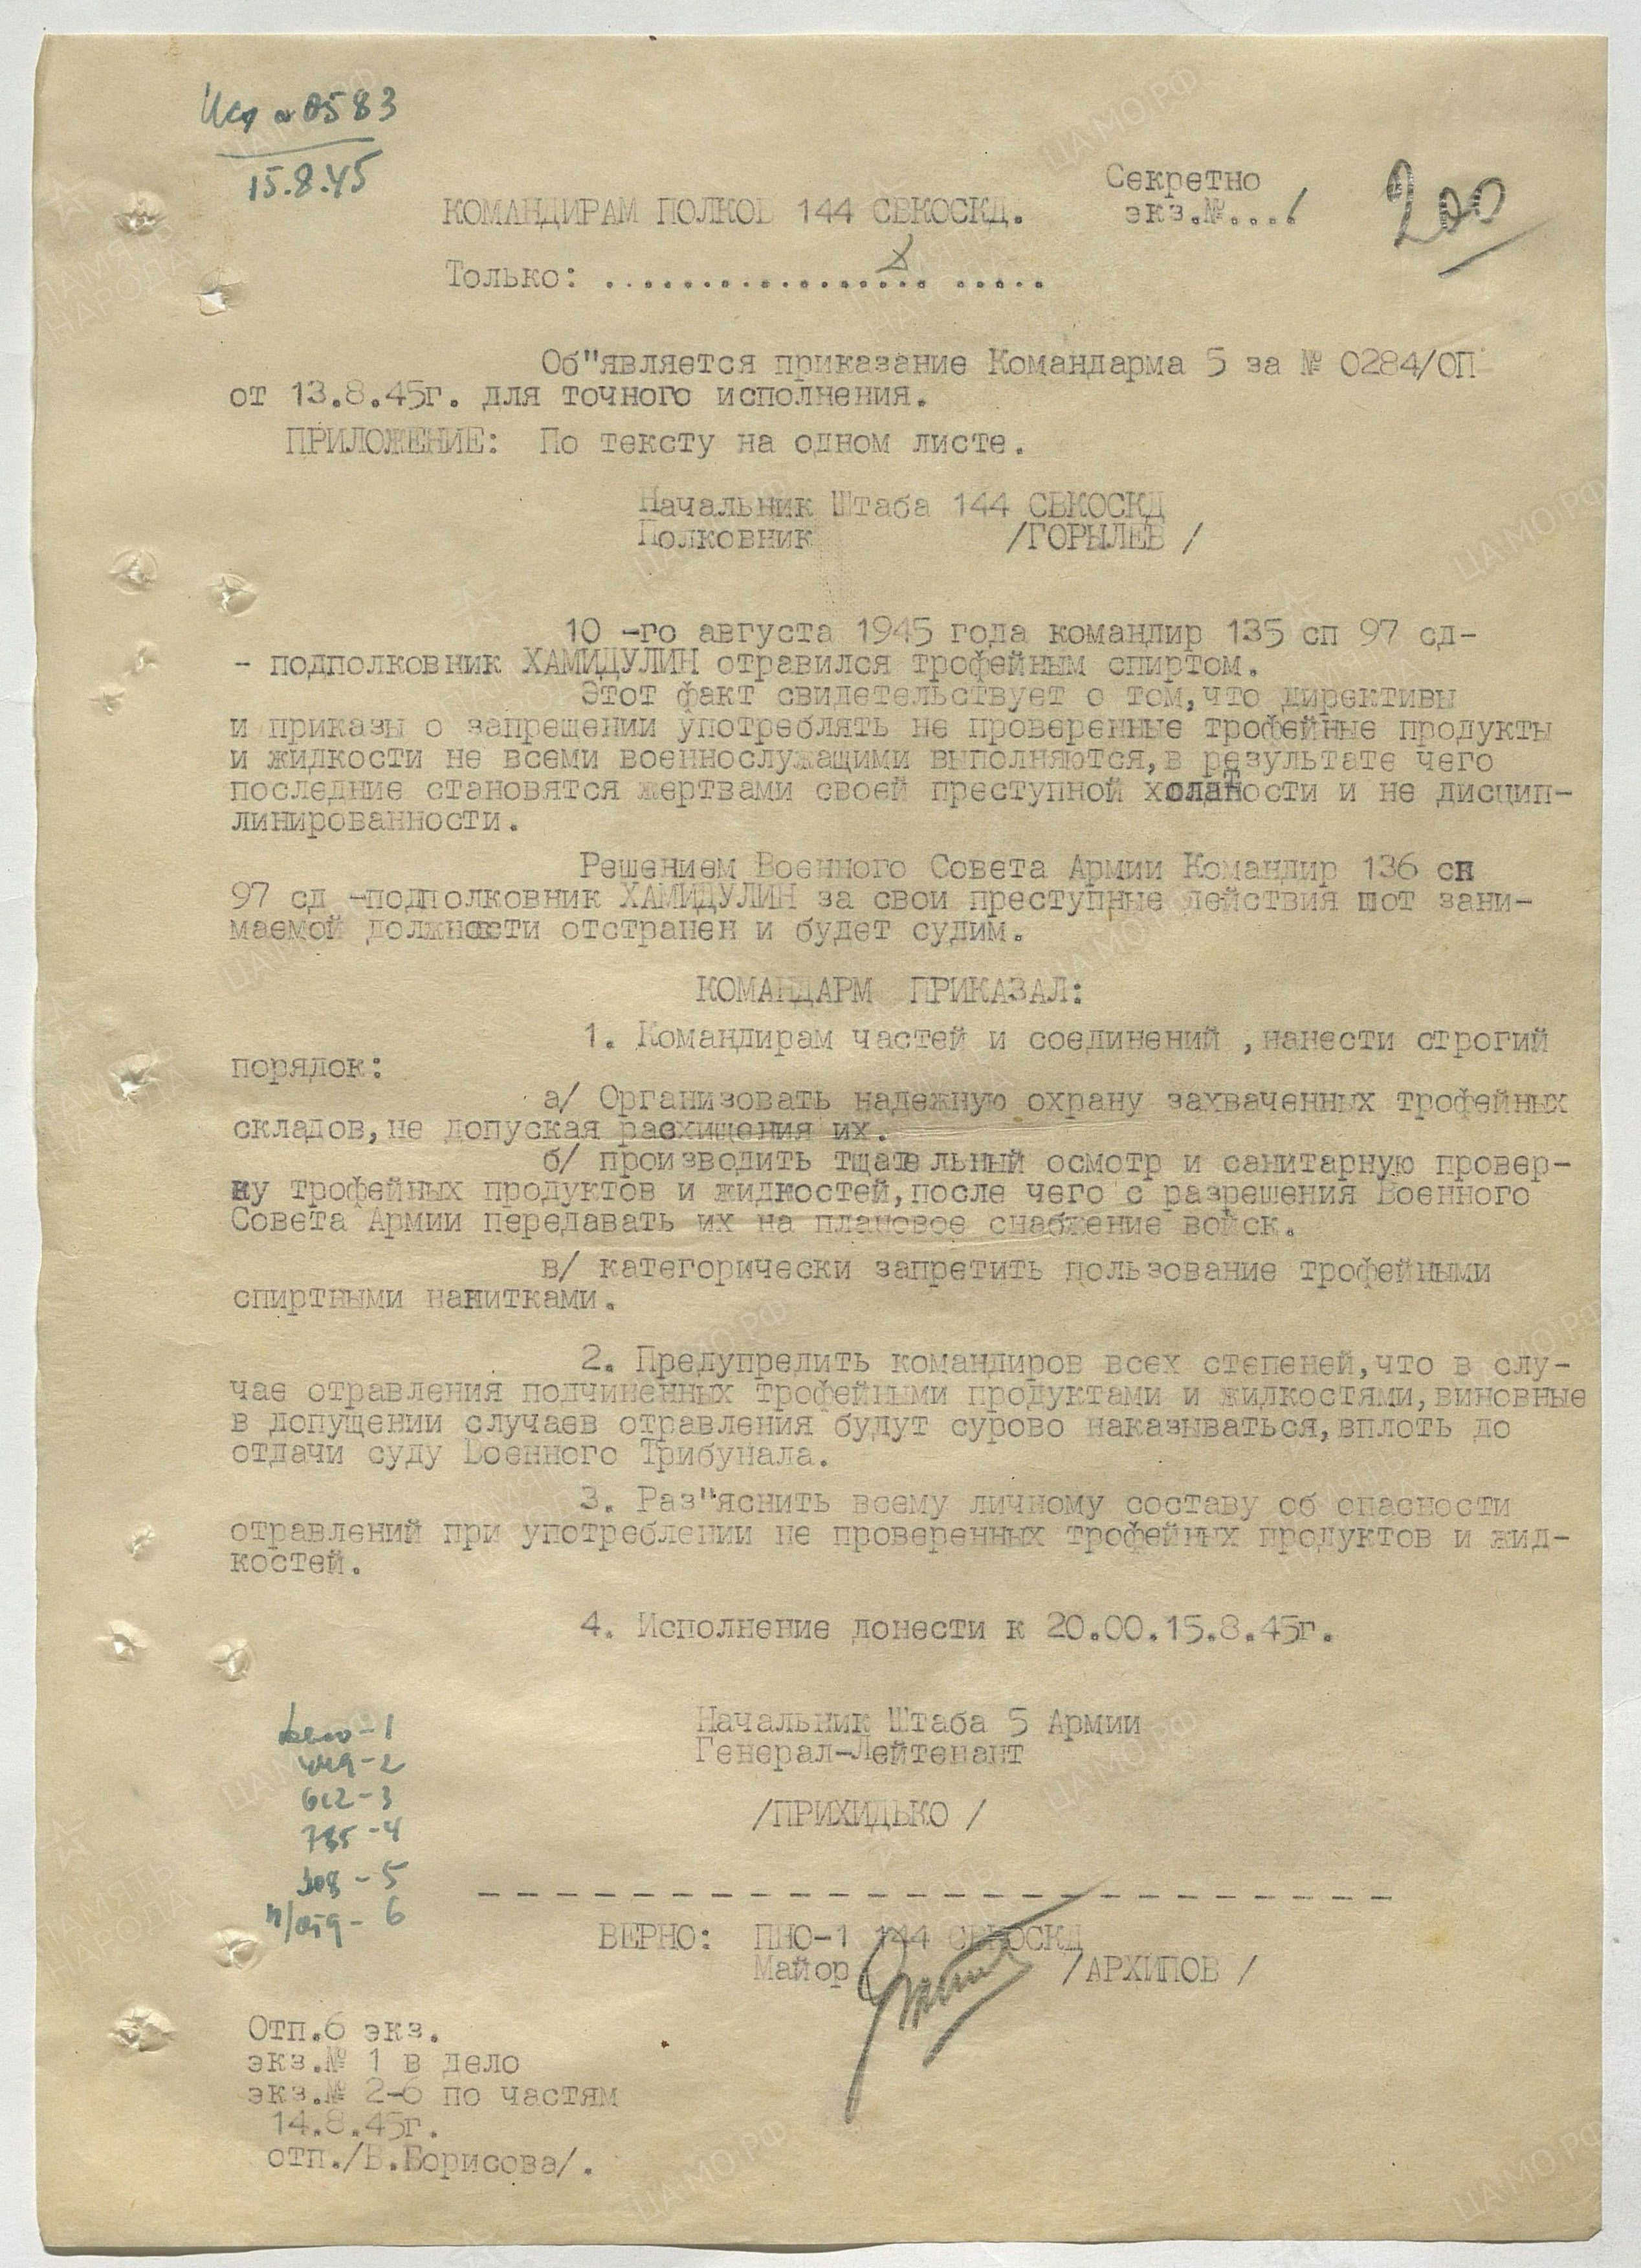 Исх № 0583
15.8.45
Секретно
экз.№....1
200
КОМАНДИРАМ ПОЛКОВ 144 СВКОСКД.
Только: ...................... .....
Об"является приказание Командарма 5 за № 0284/ОП
от 13.8.45г. для точного исполнения.
ПРИЛОЖЕНИЕ: По тексту на одном листе.
Начальник Штаба 144 СВКОСКД
Полковник /ГОРЫЛЕВ /
10 -го августа 1945 года командир 135 сп 97 сд-
- подполковник ХАМИДУЛИН отравился трофейным спиртом.
Этот факт свидетельствует о том,что директивы
и приказы о запрещении употреблять не проверенные трофейные продукты
и жидкости не всеми военнослужащими выполняются,в результате чего
последние становятся жертвами своей преступной халатности и не дисцип-
линированности.
Решением Военного Совета Армии Командир 136 сп
97 сд -подполковник ХАМИДУЛИН за свои преступные действия шот зани-
маемой должности отстранен и будет судим.
КОМАНДАРМ ПРИКАЗАЛ:
1. Командирам частей и соединений ,нанести строгий
порядок:
а/ Организовать надежную охрану захваченных трофейных
складов,не допуская расхищения их.
б/ производить тщательный осмотр и санитарную провер-
ку трофейных продуктов и жидкостей,после чего с разрешения Военного
Совета Армии передавать их на плановое снабжение войск.
в/ категорически запретить пользование трофейными
спиртными нанитками.
2. Предупредить командиров всех степеней,что в слу-
чае отравления подчиненных трофейными продуктами и жидкостями,виновные
в допущении случаев отравления будут сурово наказываться,вплоть до
отдачи суду Военного Трибунала.
3. Раз"яснить всему личному составу об опасности
отравлений при употреблении не проверенных трофейных продуктов и жид-
костей.
4. Исполнение донести к 20.00.15.8.45г.
Начальник Штаба 5 Армии
Генерал-Лейтенант
/ПРИХИДЬКО /
дело-1
449-2
612-3
785-4
308-5
п/отд- 6
ВЕРНО: ПНО-1 144 СВКОСКД
Майор /АРХИПОВ /
Отп.6 экз.
экз.№ 1 в дело
экз.№ 2-6 по частям
14.8.45г.
отп./В.Борисова/.